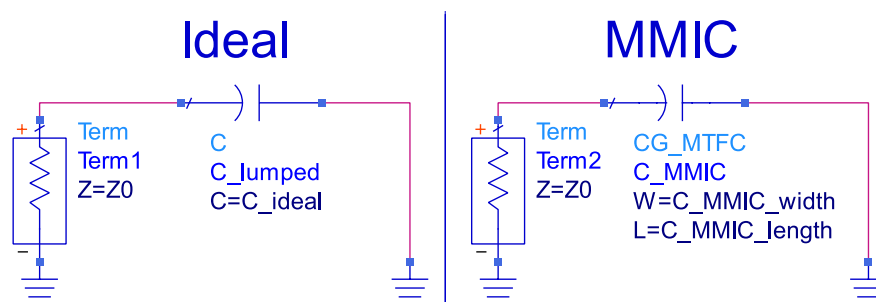 Ideal
+
Term
Term1
Z=Z0
−
C
C_lumped
C=C_ideal
MMIC
+
Term
Term2
Z=Z0
−
CG_MTFC
C_MMIC
W=C_MMIC_width
L=C_MMIC_length